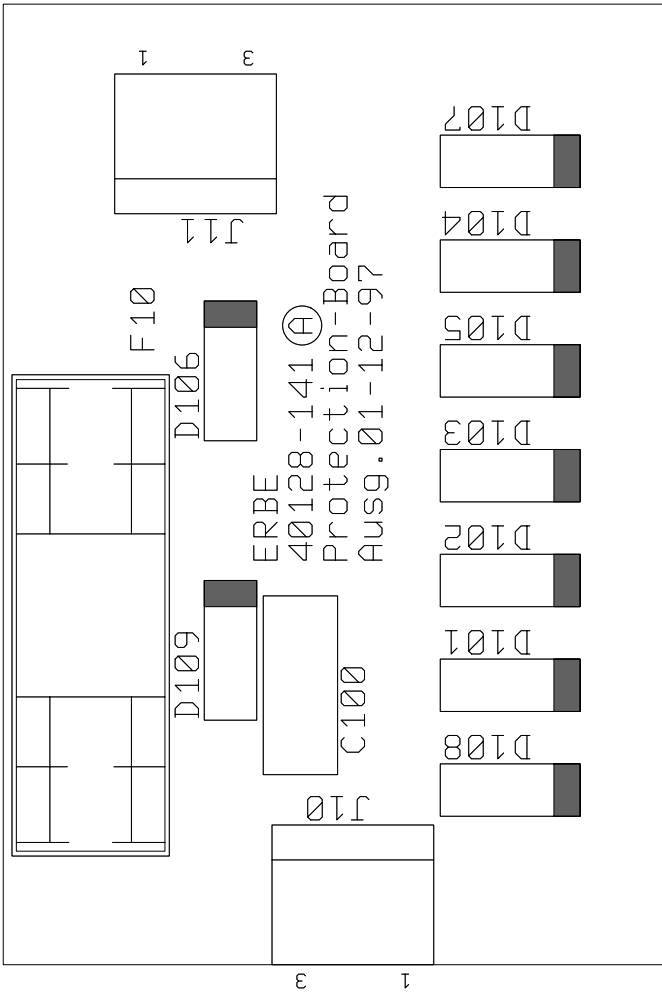 1 3
J11
D107
D104
D105
D103
D102
D101
D108
F10
D106
ERBE
40128-141 A
Protection-Board
Ausg.01-12-97
D109
C100
J10
3 1